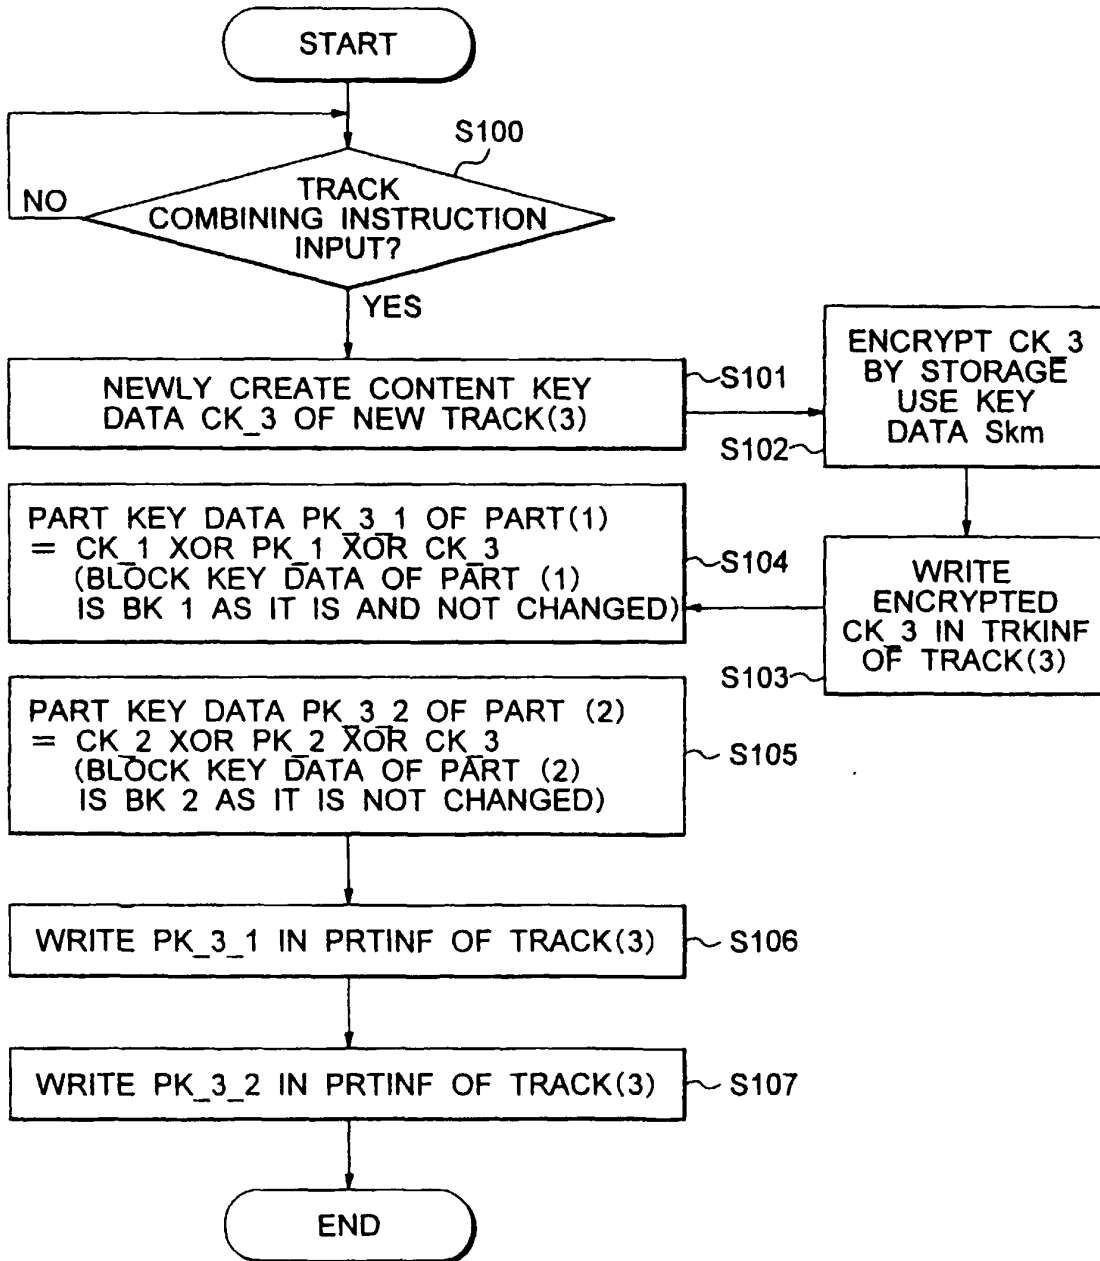 START
S100
NO
TRACK
COMBINING INSTRUCTION
INPUT?
YES
NEWLY CREATE CONTENT KEY
DATA CK_3 OF NEW TRACK(3)
S101
ENCRYPT CK_3
BY STORAGE
USE KEY
DATA Skm
S102
WRITE
ENCRYPTED
CK_3 IN TRKINF
OF TRACK(3)
S103
PART KEY DATA PK_3_1 OF PART(1)
= CK_1 XOR PK_1 XOR CK_3
(BLOCK KEY DATA OF PART (1)
IS BK 1 AS IT IS AND NOT CHANGED)
S104
PART KEY DATA PK_3_2 OF PART (2)
= CK_2 XOR PK_2 XOR CK_3
(BLOCK KEY DATA OF PART (2)
IS BK 2 AS IT IS NOT CHANGED)
S105
WRITE PK_3_1 IN PRTINF OF TRACK(3)
S106
WRITE PK_3_2 IN PRTINF OF TRACK(3)
S107
END